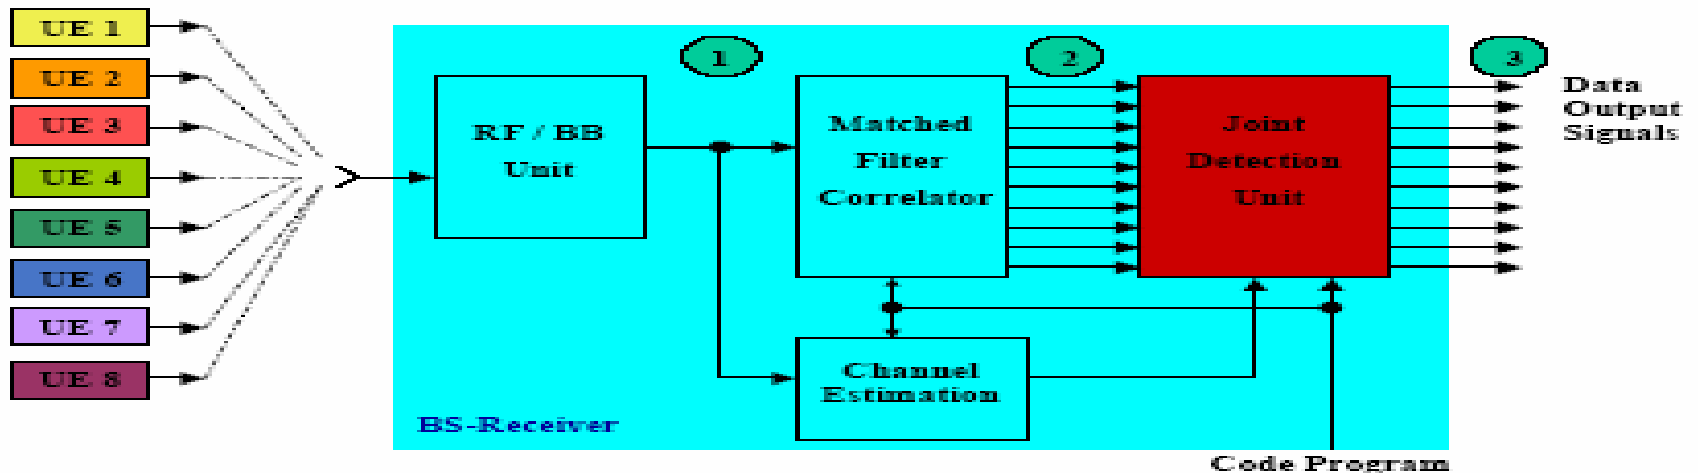 UE 1
UE 2
UE 3
UE 4
UE 5
UE 6
UE 7
UE 8
RF / BB
Unit
1
Matched
Filter
Correlator
2
Joint
Detection
Unit
3
Data
Output
Signals
Channel
Estimation
BS-Receiver
Code Program